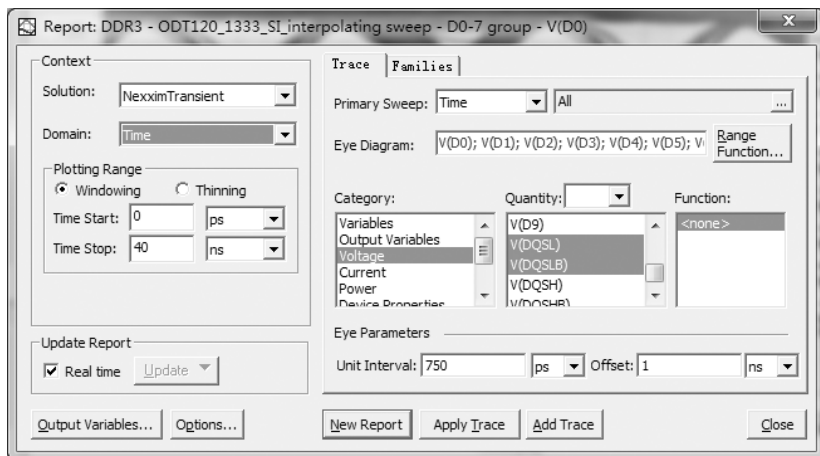 Report: DDR3 - ODT120_1333_SI_interpolating sweep - D0-7 group - V(D0)
Context
Solution: NexximTransient
Domain: Time
Plotting Range
Windowing Thinning
Time Start: 0 ps
Time Stop: 40 ns
Update Report
Real time Update
Output Variables... Options...
Trace Families
Primary Sweep: Time All ...
Eye Diagram: V(D0); V(D1); V(D2); V(D3); V(D4); V(D5); V( Range Function...
Category: Quantity: Function:
Variables
Output Variables
Voltage
Current
Power
Device Properties
V(D9)
V(DQSL)
V(DQSLB)
V(DQSH)
V(DQSHB)
<none>
Eye Parameters
Unit Interval: 750 ps Offset: 1 ns
New Report Apply Trace Add Trace Close